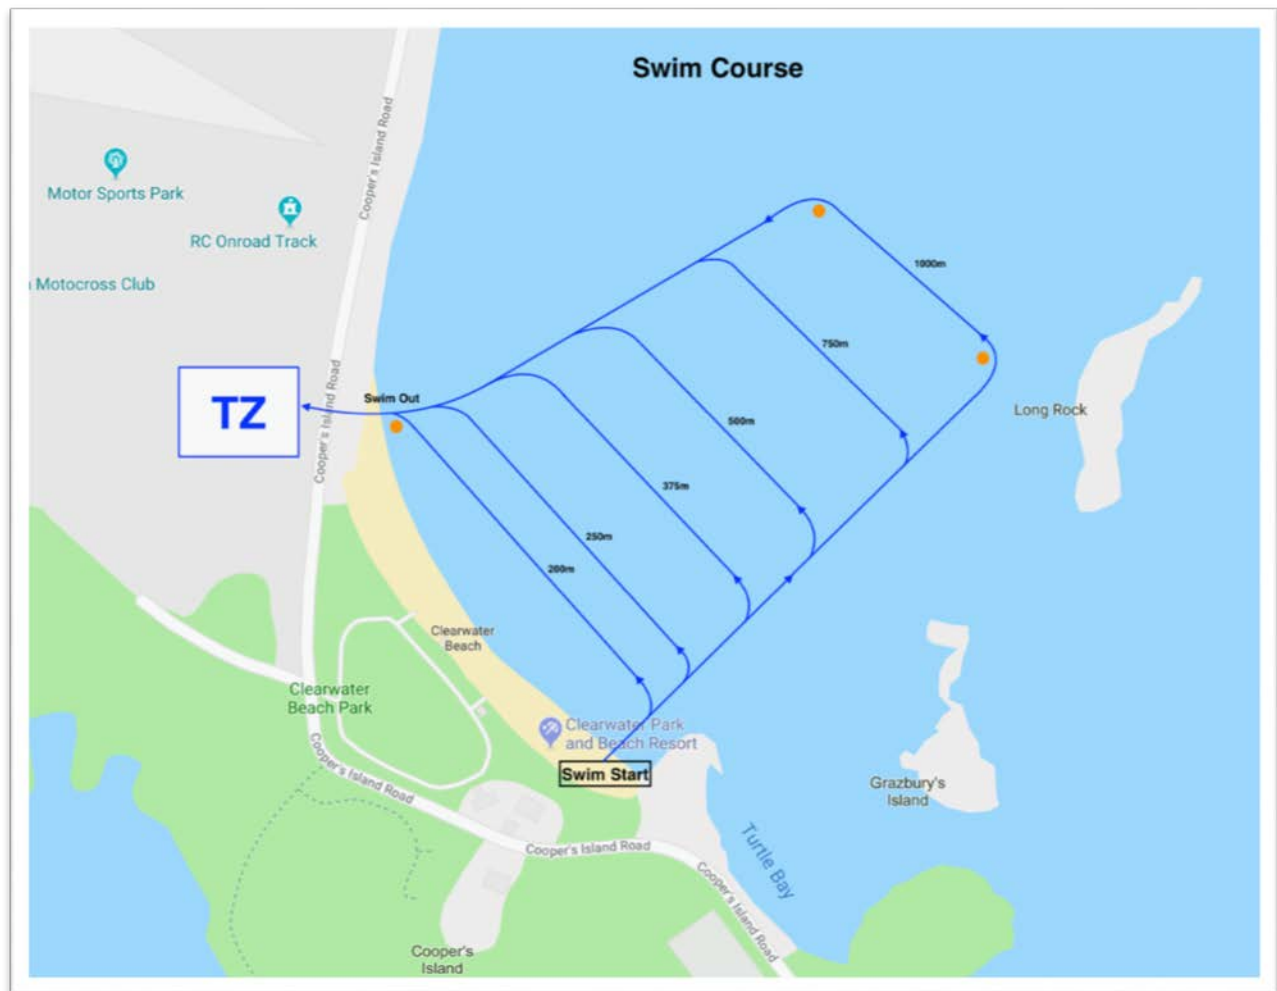 Swim Course
Cooper's Island Road
Motor Sports Park
RC Onroad Track
Motocross Club
1000m
750m
Long Rock
Swim Out
TZ
Cooper's Island Road
500m
375m
250m
200m
Clearwater
Beach
Clearwater
Beach Park
Clearwater Park
and Beach Resort
Swim Start
Cooper's Island Road
Grazbury's
Island
Turtle Bay
Cooper's Island Road
Cooper's Island Road
Cooper's
Island